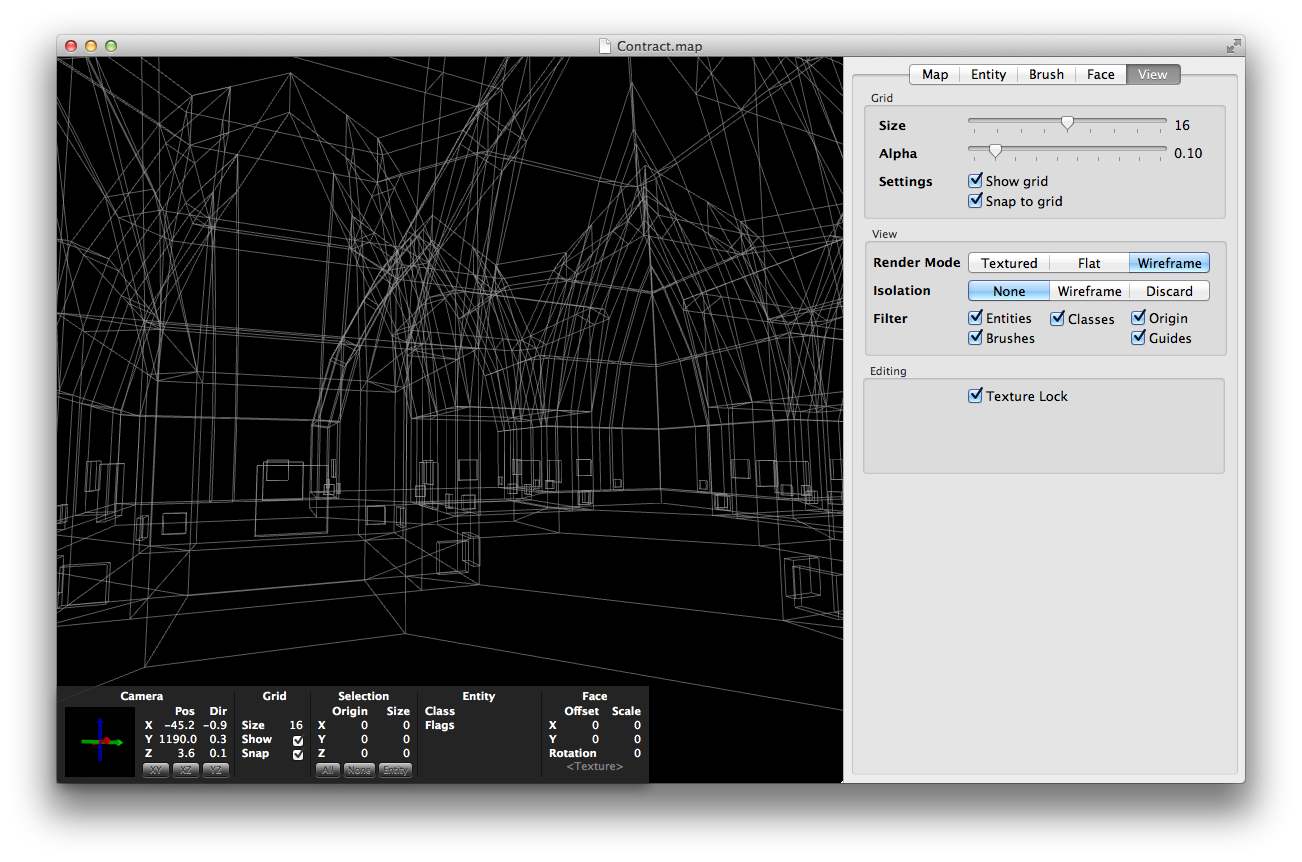 Contract.map
Map Entity Brush Face View
Grid
Size 16
Alpha 0.10
Settings Show grid
Snap to grid
View
Render Mode Textured Flat Wireframe
Isolation None Wireframe Discard
Filter Entities Classes Origin
Brushes Guides
Editing
Texture Lock
Camera Grid Selection Entity Face
Pos Dir Origin Size Class Offset Scale
X -45.2 -0.9 Size 16 X 0 0 Flags X 0 0
Y 1190.0 0.3 Show Y 0 0 Y 0 0
Z 3.6 0.1 Snap Z 0 0 Rotation 0
XY XZ YZ All None Entity <Texture>